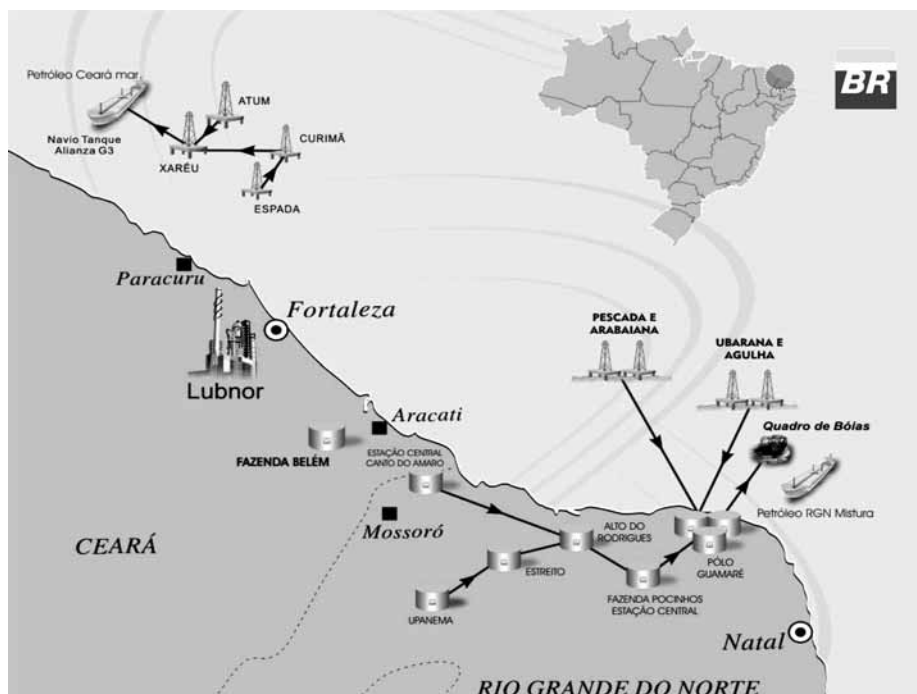 Petróleo Ceará mar
Navio Tanque
Alianza G3
ATUM
CURIMÃ
XARÉU
ESPADA
BR
Paracuru
Fortaleza
Lubnor
PESCADA E
ARABAIANA
UBARANA E
AGULHA
Quadro de Bóias
Petróleo RGN Mistura
Aracati
FAZENDA BELÉM
ESTAÇÃO CENTRAL
CANTO DO AMARO
Mossoró
CEARÁ
ALTO DO
RODRIGUES
ESTREITO
UPANEMA
FAZENDA POCINHOS
ESTAÇÃO CENTRAL
PÓLO
GUAMARÉ
Natal
RIO GRANDE DO NORTE